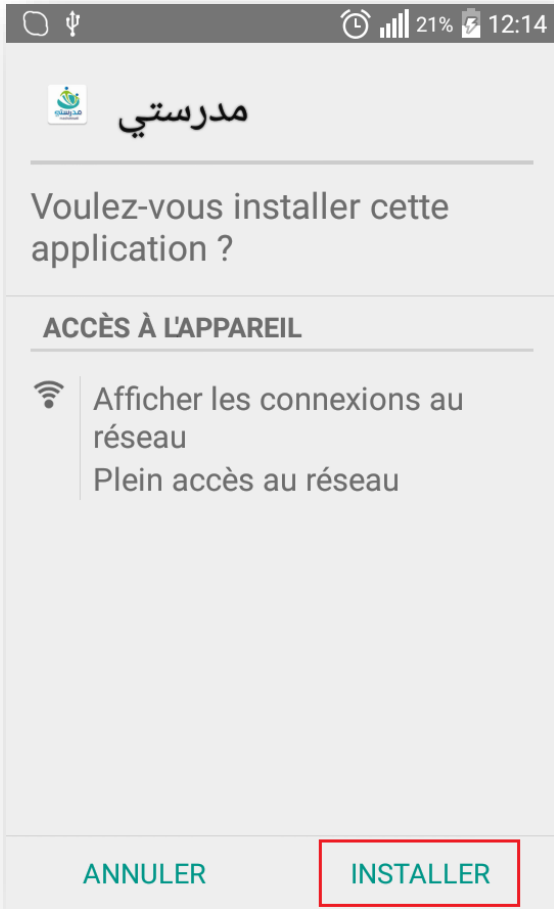 21% 12:14
مدرستي
مدرستي
Voulez-vous installer cette
application ?
ACCÈS À L'APPAREIL
Afficher les connexions au
réseau
Plein accès au réseau
ANNULER INSTALLER